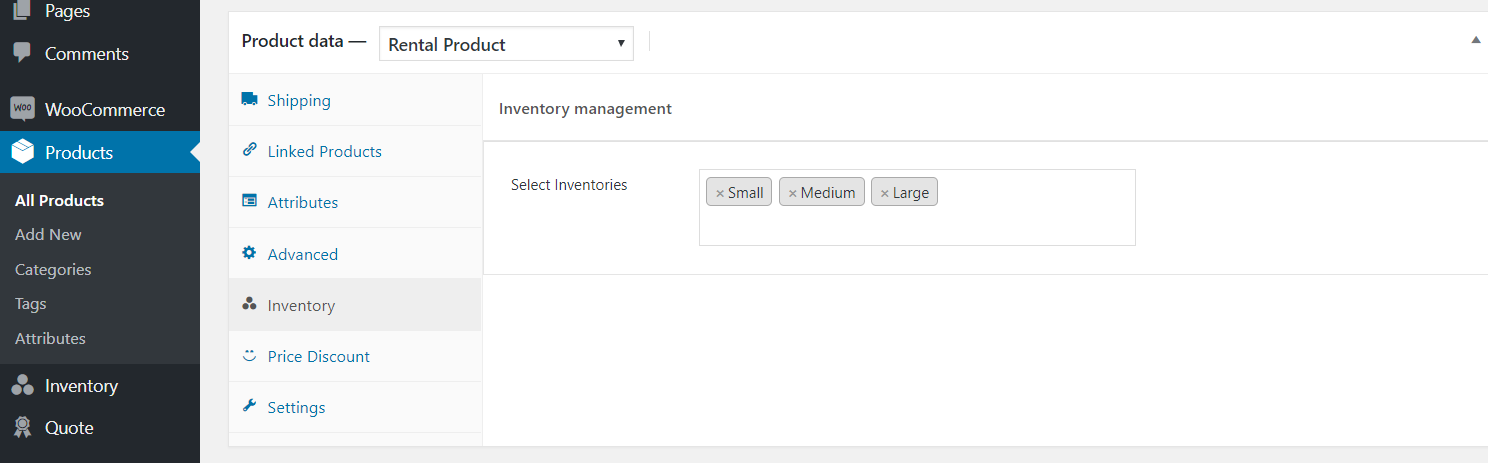 Pages
Comments
WOO WooCommerce
Products
All Products
Add New
Categories
Tags
Attributes
Inventory
Quote
Product data — Rental Product
Shipping
Linked Products
Attributes
Advanced
Inventory
Price Discount
Settings
Inventory management
Select Inventories
× Small × Medium × Large